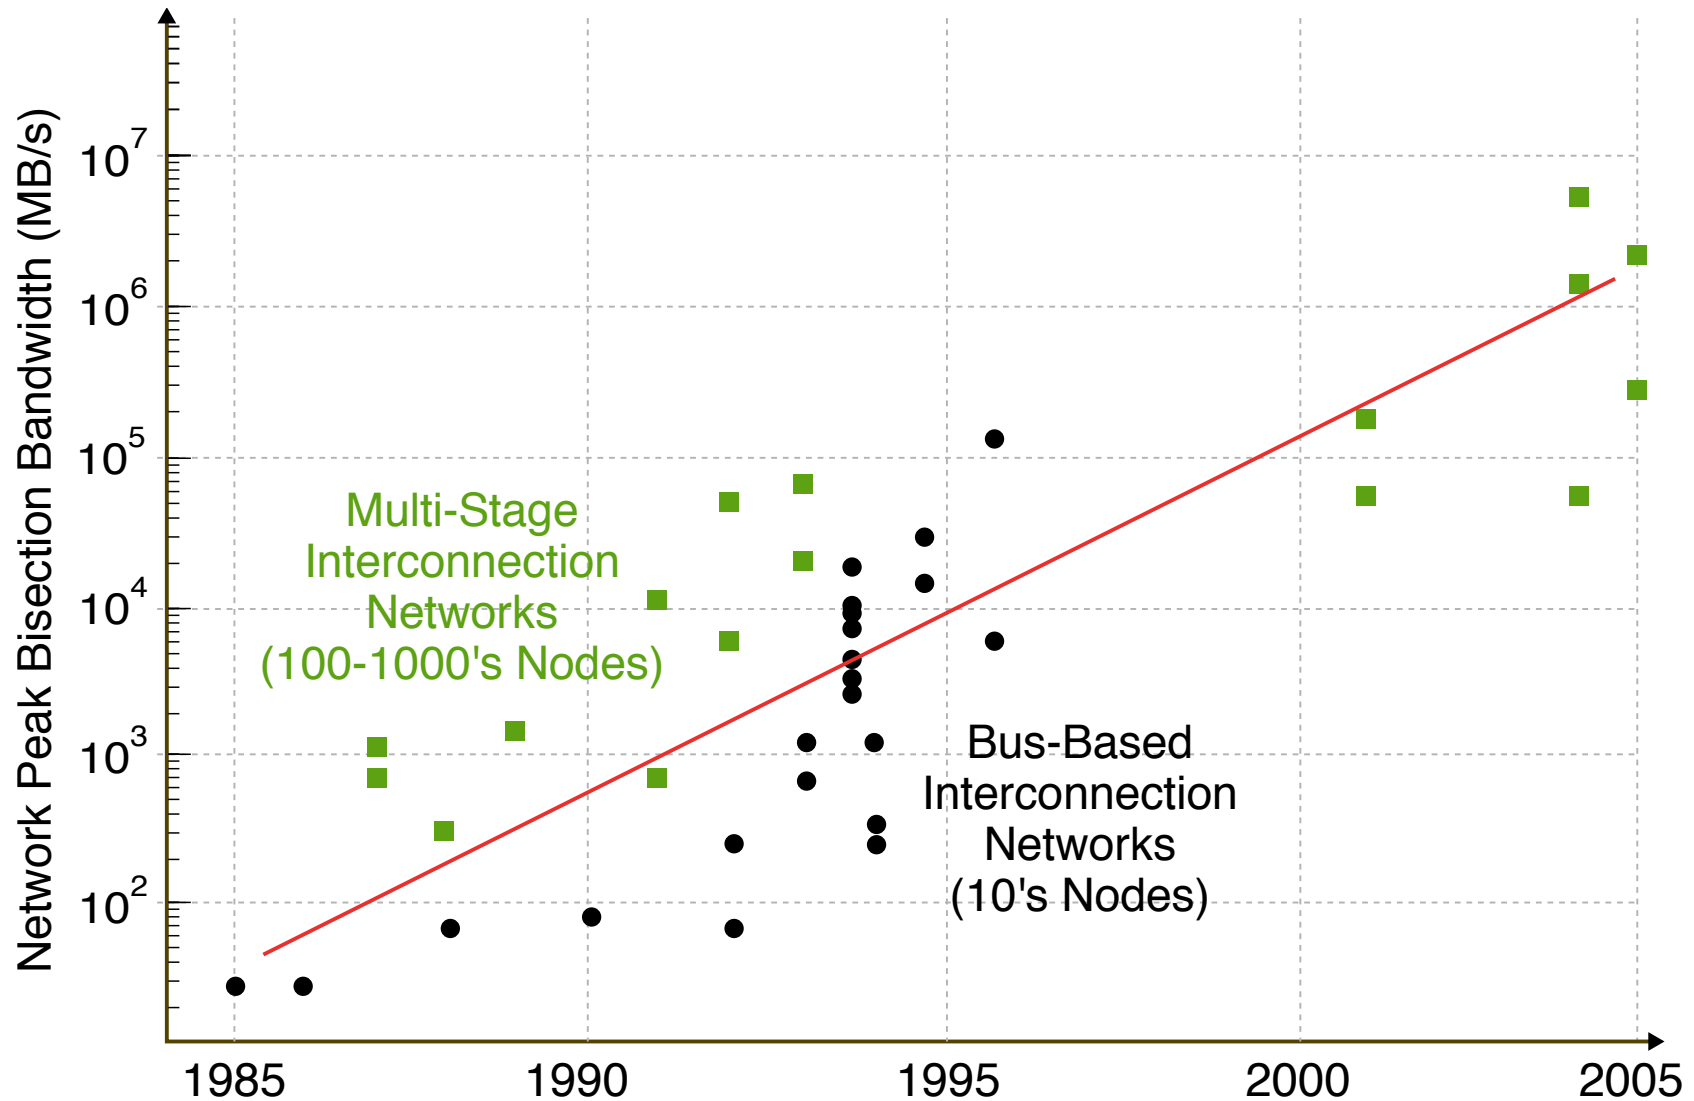 Network Peak Bisection Bandwidth (MB/s)
10^7
10^6
10^5
10^4
10^3
10^2
Multi-Stage
Interconnection
Networks
(100-1000's Nodes)
Bus-Based
Interconnection
Networks
(10's Nodes)
1985 1990 1995 2000 2005